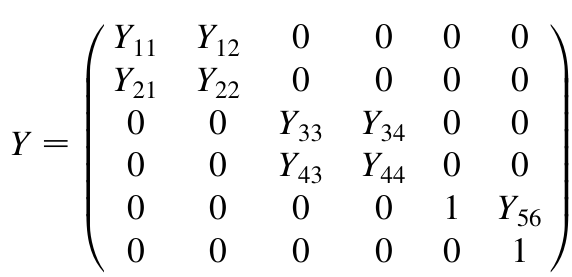 Y₁₁ Y₁₂ 0 0 0 0
Y₂₁ Y₂₂ 0 0 0 0
0 0 Y₃₃ Y₃₄ 0 0
Y = 0 0 Y₄₃ Y₄₄ 0 0
0 0 0 0 1 Y₅₆
0 0 0 0 0 1